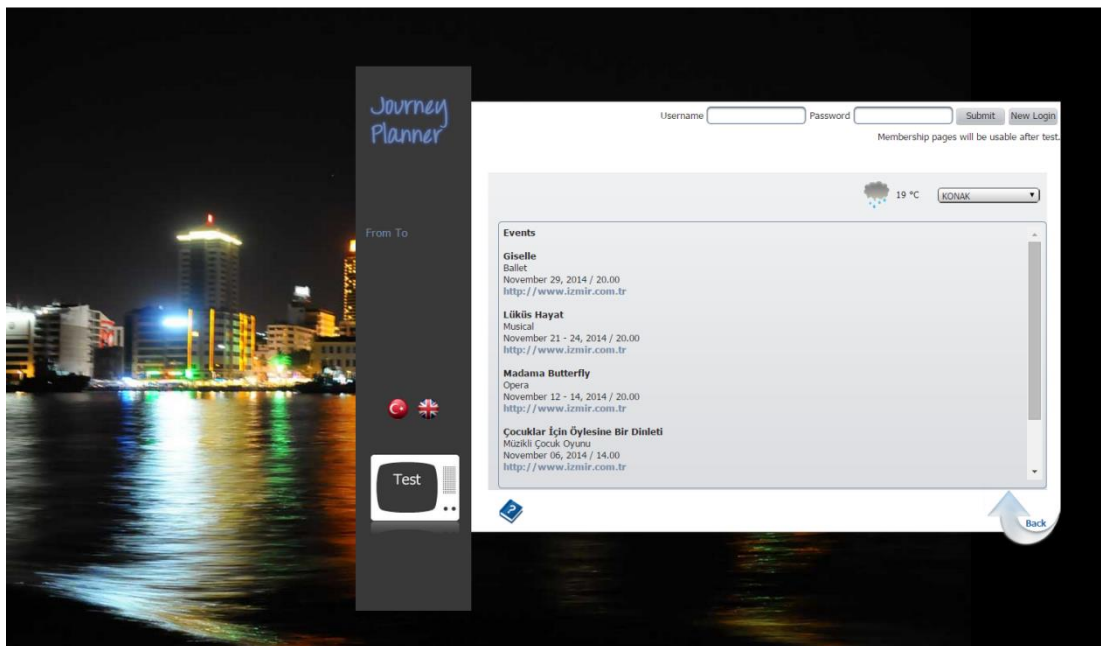 Journey
Planner
Username
Password
Submit
New Login
Membership pages will be usable after test.
19 °C
KONAK
From To
Events
Giselle
Ballet
November 29, 2014 / 20.00
http://www.izmir.com.tr
Lüküs Hayat
Musical
November 21 - 24, 2014 / 20.00
http://www.izmir.com.tr
Madama Butterfly
Opera
November 12 - 14, 2014 / 20.00
http://www.izmir.com.tr
Çocuklar İçin Öylesine Bir Dinleti
Müzikli Çocuk Oyunu
November 06, 2014 / 14.00
http://www.izmir.com.tr
Test
?
Back